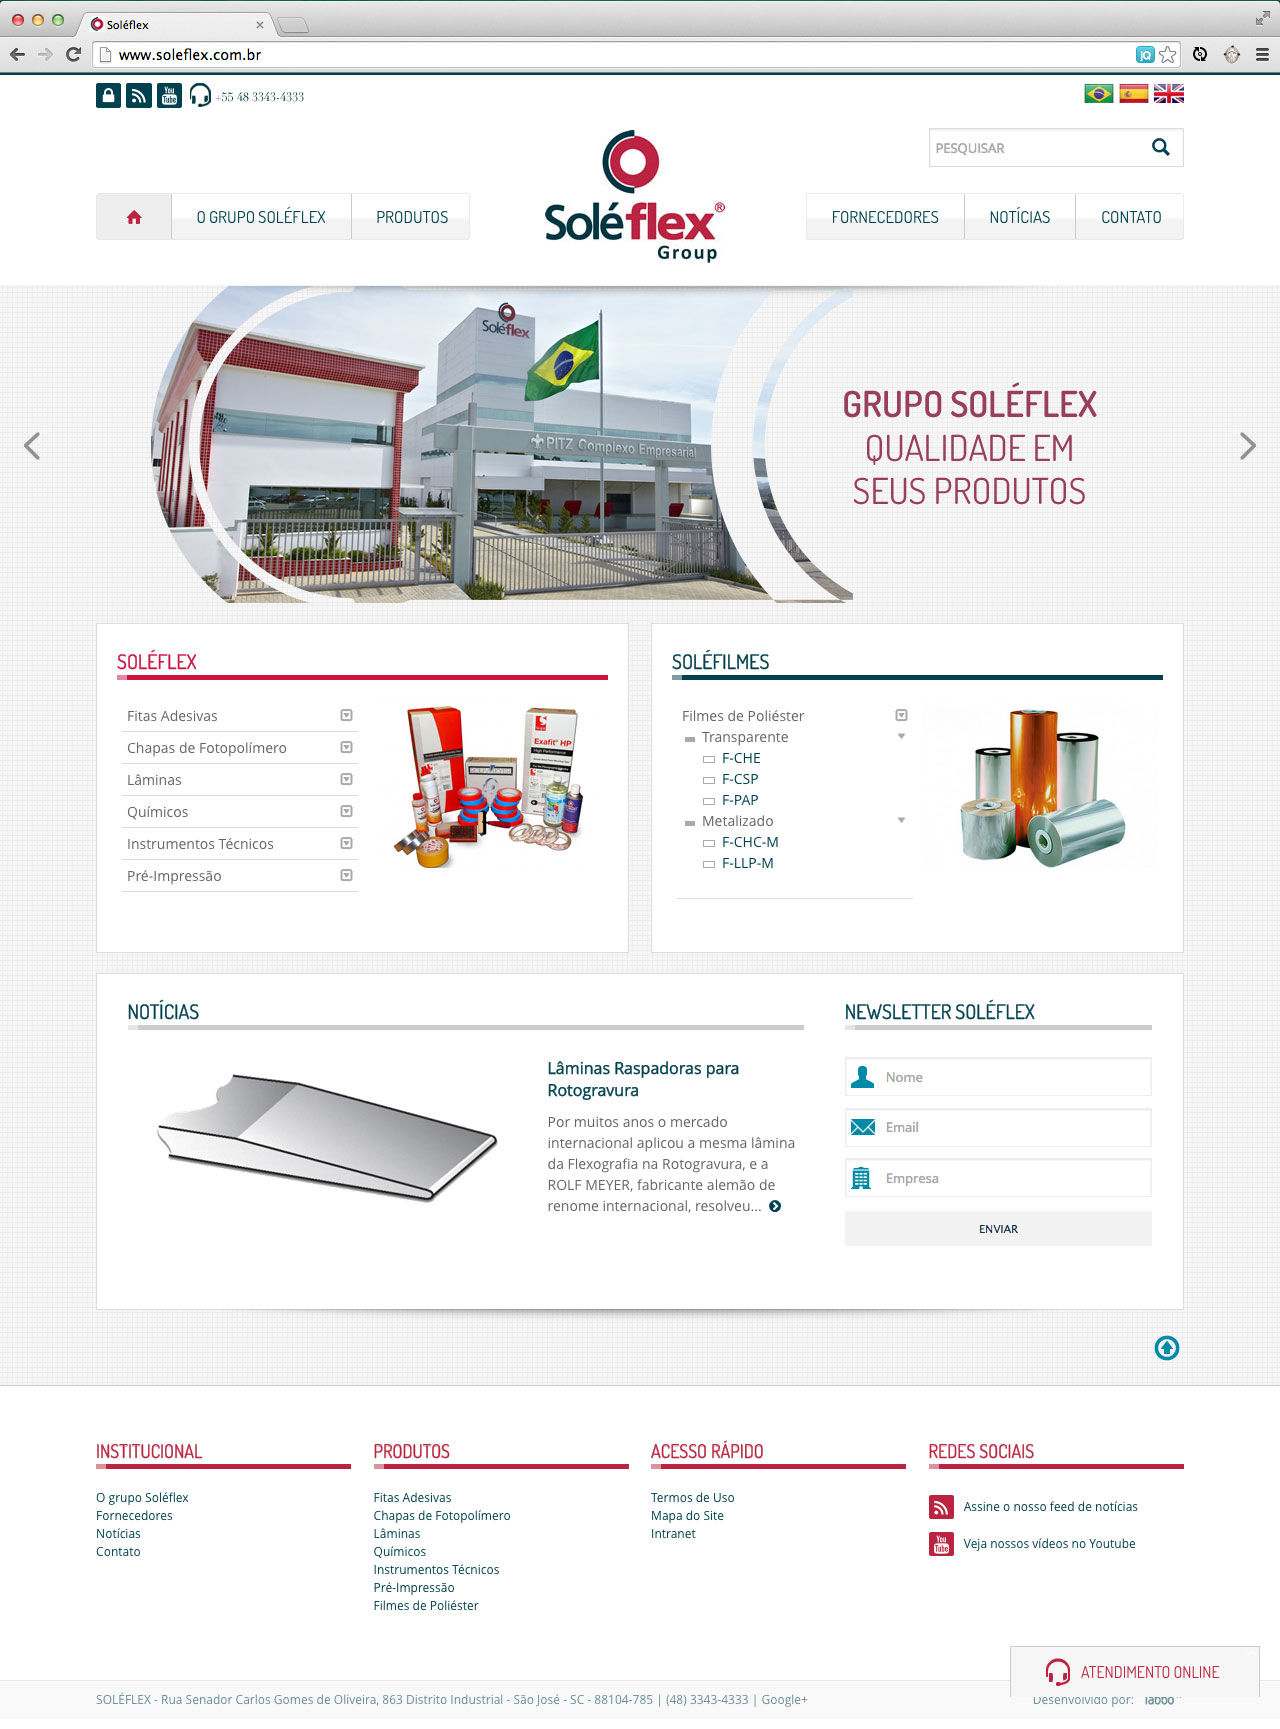 Soléflex
www.soleflex.com.br
+55 48 3343-4333
PESQUISAR
O GRUPO SOLÉFLEX
PRODUTOS
Soléflex®
Group
FORNECEDORES
NOTÍCIAS
CONTATO
Soléflex
PITZ Complexo Empresarial
GRUPO SOLÉFLEX
QUALIDADE EM
SEUS PRODUTOS
SOLÉFLEX
Fitas Adesivas
Chapas de Fotopolímero
Lâminas
Químicos
Instrumentos Técnicos
Pré-Impressão
Exafit® HP
High Performance
SOLÉFILMES
Filmes de Poliéster
Transparente
F-CHE
F-CSP
F-PAP
Metalizado
F-CHC-M
F-LLP-M
NOTÍCIAS
Lâminas Raspadoras para
Rotogravura
Por muitos anos o mercado
internacional aplicou a mesma lâmina
da Flexografia na Rotogravura, e a
ROLF MEYER, fabricante alemão de
renome internacional, resolveu...
NEWSLETTER SOLÉFLEX
Nome
Email
Empresa
ENVIAR
INSTITUCIONAL
O grupo Soléflex
Fornecedores
Notícias
Contato
PRODUTOS
Fitas Adesivas
Chapas de Fotopolímero
Lâminas
Químicos
Instrumentos Técnicos
Pré-Impressão
Filmes de Poliéster
ACESSO RÁPIDO
Termos de Uso
Mapa do Site
Intranet
REDES SOCIAIS
Assine o nosso feed de notícias
You Tube
Veja nossos vídeos no Youtube
ATENDIMENTO ONLINE
SOLÉFLEX - Rua Senador Carlos Gomes de Oliveira, 863 Distrito Industrial - São José - SC - 88104-785 | (48) 3343-4333 | Google+
Desenvolvido por: